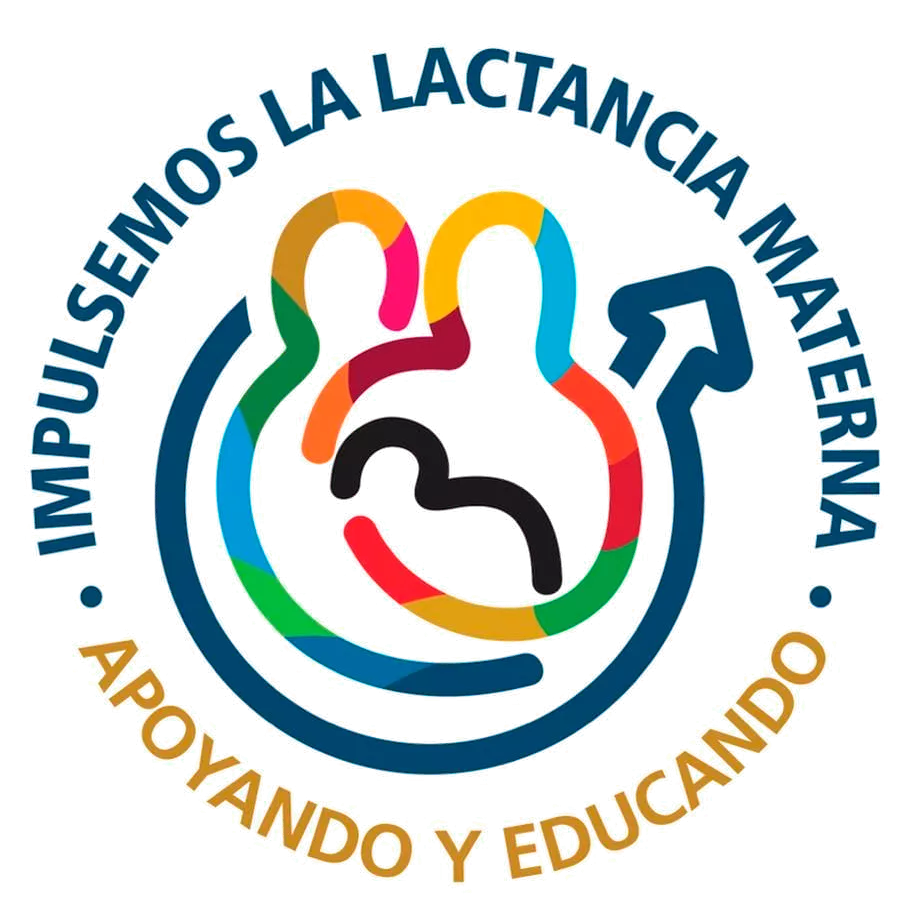 IMPULSEMOS LA LACTANCIA MATERNA
APOYANDO Y EDUCANDO